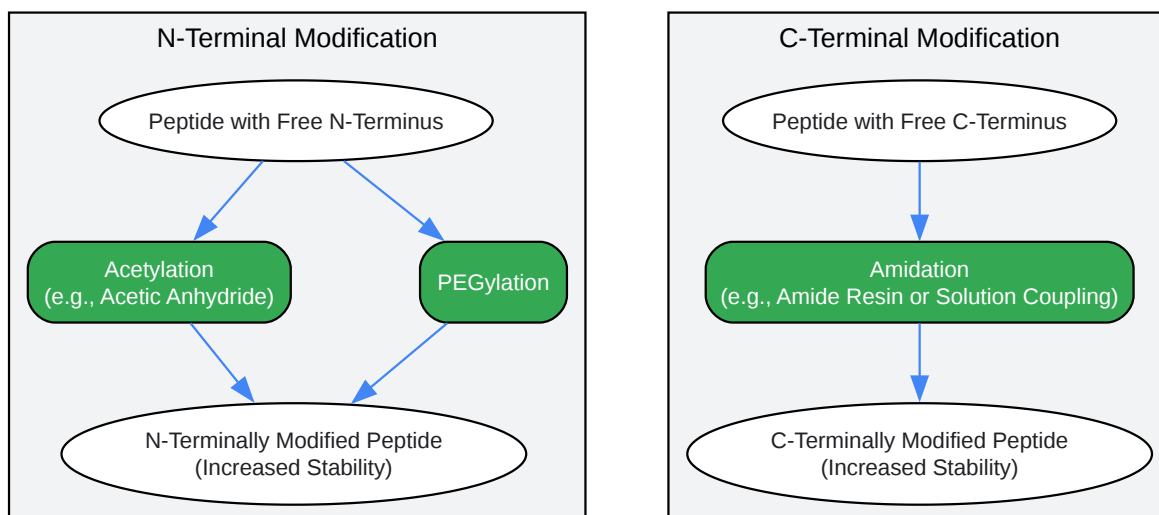 N-Terminal Modification
Peptide with Free N-Terminus
Acetylation
(e.g., Acetic Anhydride)
PEGylation
N-Terminally Modified Peptide
(Increased Stability)
C-Terminal Modification
Peptide with Free C-Terminus
Amidation
(e.g., Amide Resin or Solution Coupling)
C-Terminally Modified Peptide
(Increased Stability)